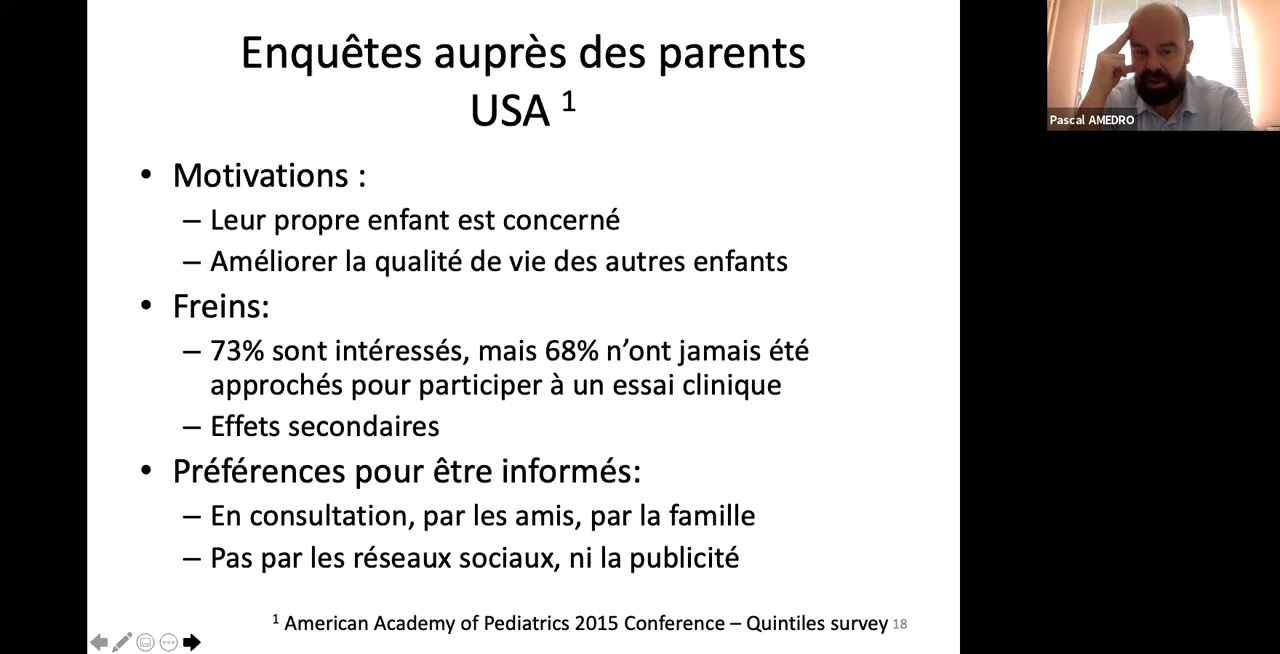 Enquêtes auprès des parents
USA ¹
• Motivations :
– Leur propre enfant est concerné
– Améliorer la qualité de vie des autres enfants
• Freins:
– 73% sont intéressés, mais 68% n’ont jamais été
approchés pour participer à un essai clinique
– Effets secondaires
• Préférences pour être informés:
– En consultation, par les amis, par la famille
– Pas par les réseaux sociaux, ni la publicité
¹ American Academy of Pediatrics 2015 Conference – Quintiles survey 18
Pascal AMEDRO